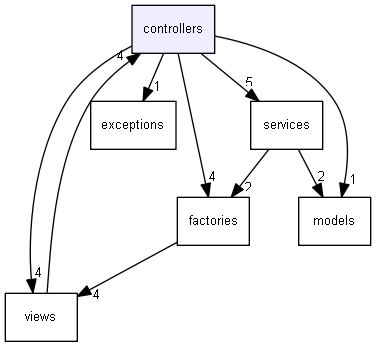 controllers
4
1
5
exceptions
services
4
2
2
1
factories
models
4
4
views